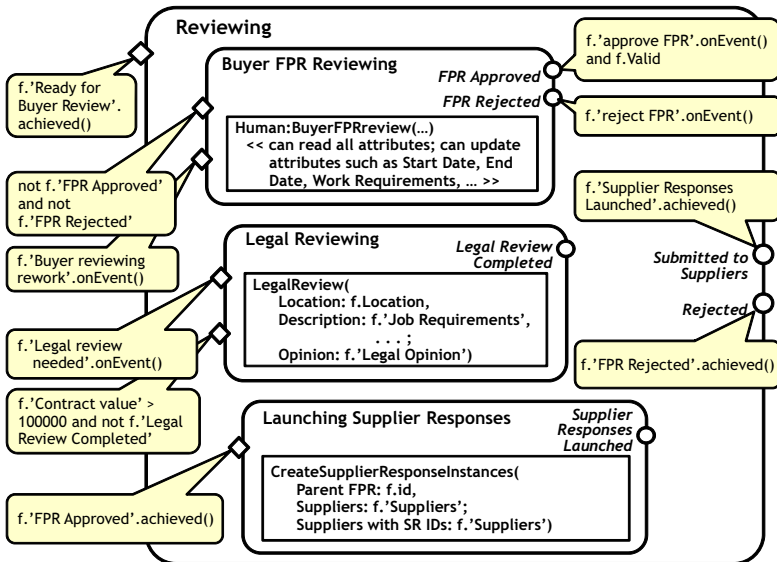 Reviewing
f.’approve FPR’.onEvent()
and f.Valid
f.’Ready for
Buyer Review’.
achieved()
Buyer FPR Reviewing
FPR Approved
FPR Rejected
f.’reject FPR’.onEvent()
Human:BuyerFPRreview(…)
<< can read all attributes; can update
attributes such as Start Date, End
Date, Work Requirements, … >>
not f.’FPR Approved’
and not
f.’FPR Rejected’
f.’Supplier Responses
Launched’.achieved()
f.’Buyer reviewing
rework’.onEvent()
Legal Reviewing
Legal Review
Completed
Submitted to
Suppliers
LegalReview(
Location: f.Location,
Description: f.’Job Requirements’,
. . . ;
Opinion: f.’Legal Opinion’)
Rejected
f.’Legal review
needed’.onEvent()
f.’FPR Rejected’.achieved()
f.’Contract value’ >
100000 and not f.’Legal
Review Completed’
Launching Supplier Responses
Supplier
Responses
Launched
CreateSupplierResponseInstances(
Parent FPR: f.id,
Suppliers: f.’Suppliers’;
Suppliers with SR IDs: f.’Suppliers’)
f.’FPR Approved’.achieved()